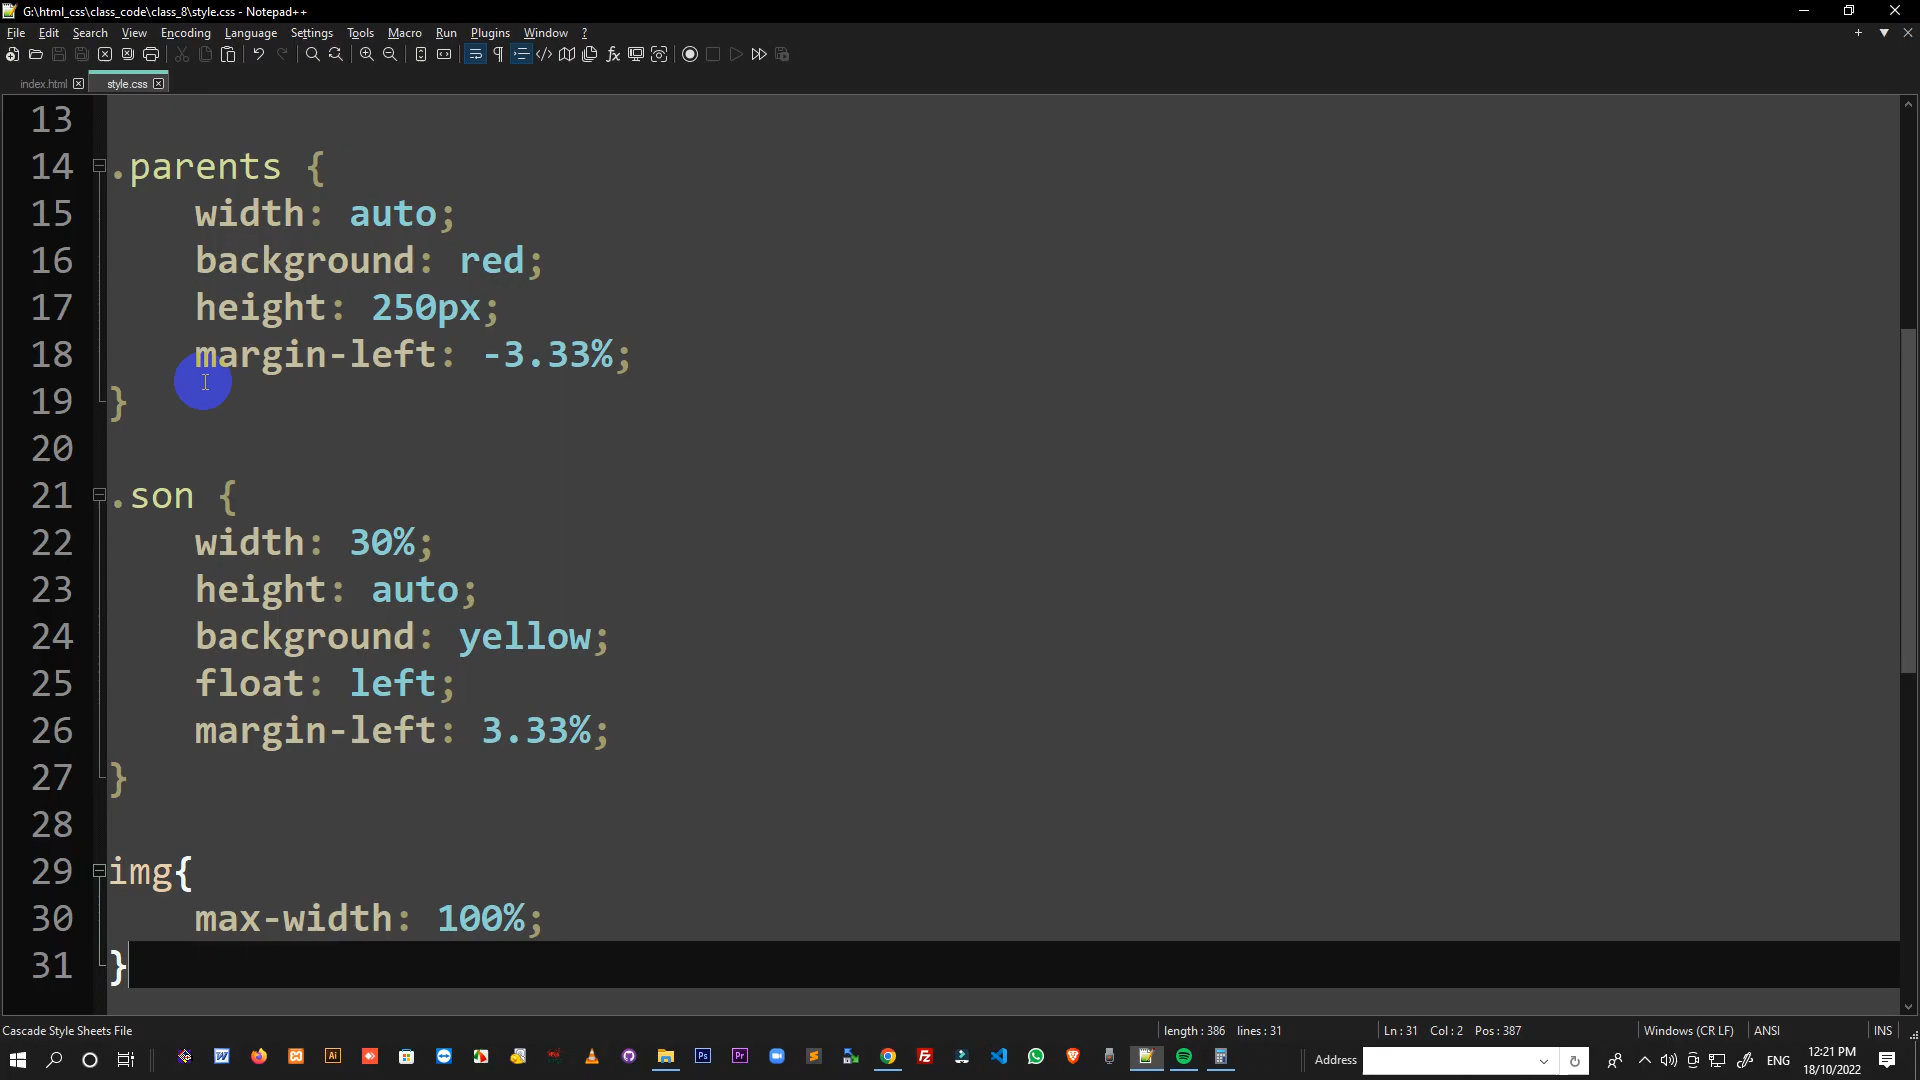 G:\html_css\class_code\class_8\style.css - Notepad++
File Edit Search View Encoding Language Settings Tools Macro Run Plugins Window ?
index.html style.css
13
14 .parents {
15 width: auto;
16 background: red;
17 height: 250px;
18 margin-left: -3.33%;
19 }
20
21 .son {
22 width: 30%;
23 height: auto;
24 background: yellow;
25 float: left;
26 margin-left: 3.33%;
27 }
28
29 img{
30 max-width: 100%;
31 }
Cascade Style Sheets File length : 386 lines : 31 Ln : 31 Col : 2 Pos : 387 Windows (CR LF) ANSI INS
Address ENG 12:21 PM
18/10/2022